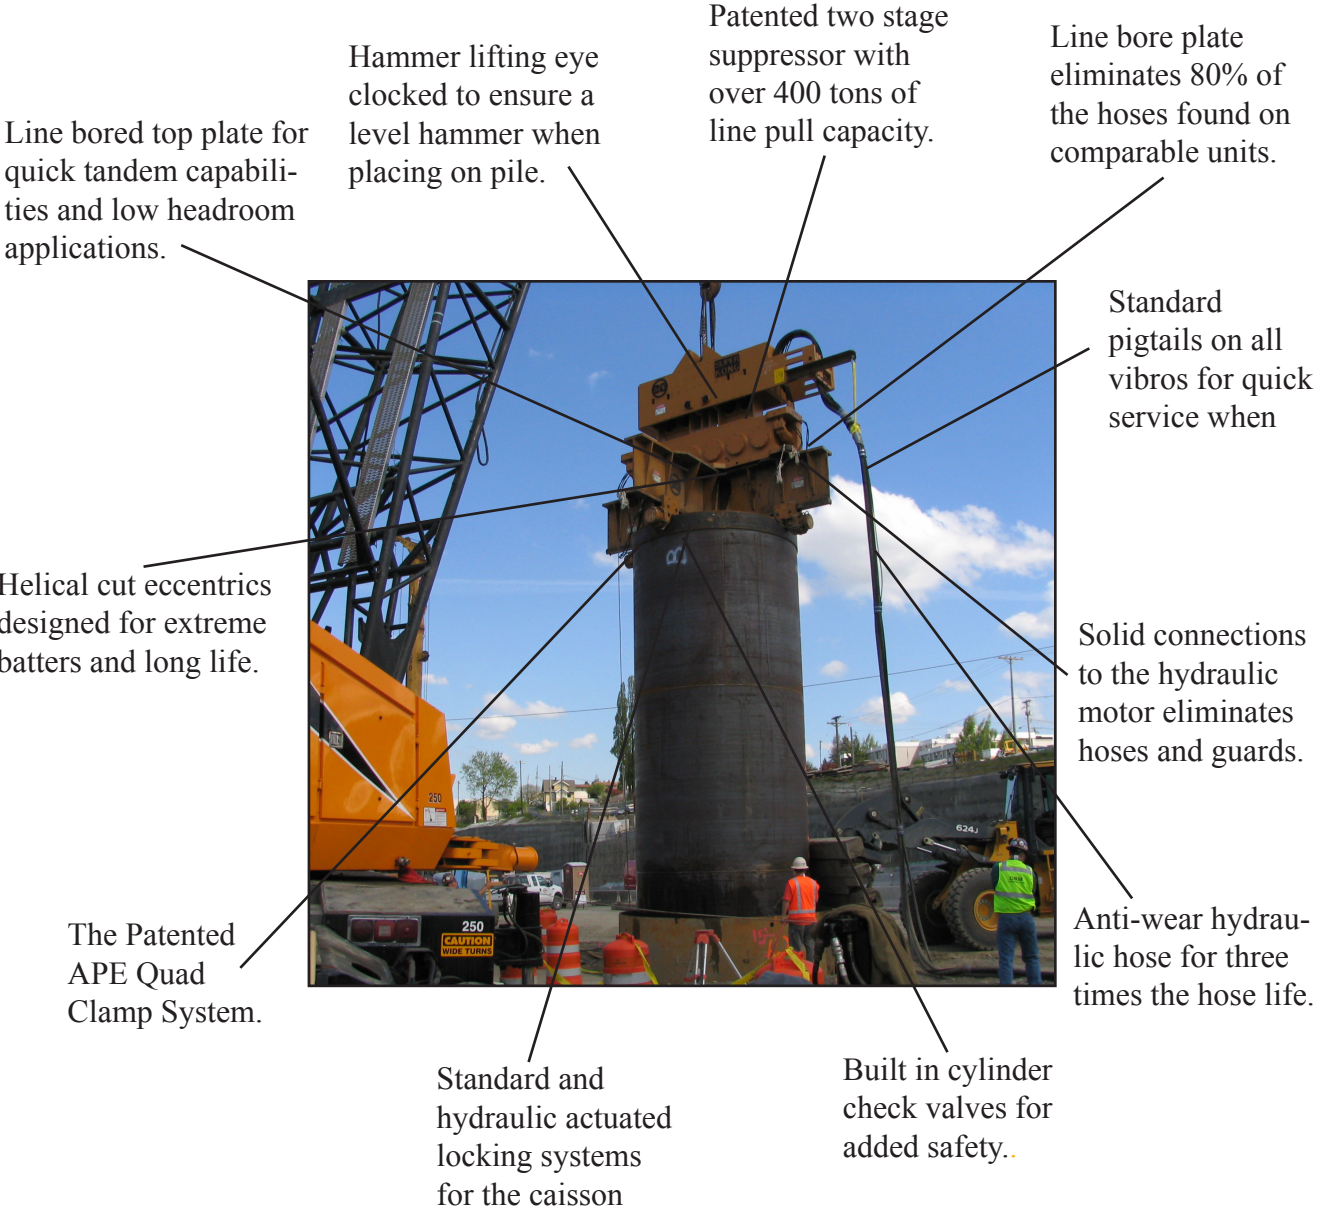 Patented two stage
suppressor with
over 400 tons of
line pull capacity.
Hammer lifting eye
clocked to ensure a
level hammer when
placing on pile.
Line bore plate
eliminates 80% of
the hoses found on
comparable units.
Line bored top plate for
quick tandem capabili-
ties and low headroom
applications.
Standard
pigtails on all
vibros for quick
service when
Helical cut eccentrics
designed for extreme
batters and long life.
Solid connections
to the hydraulic
motor eliminates
hoses and guards.
250
624J
250
CAUTION
WIDE TURNS
The Patented
APE Quad
Clamp System.
Anti-wear hydrau-
lic hose for three
times the hose life.
Standard and
hydraulic actuated
locking systems
for the caisson
Built in cylinder
check valves for
added safety..